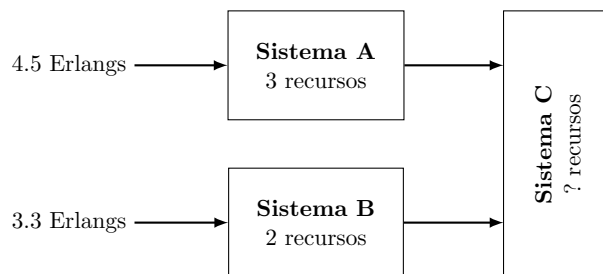 4.5 Erlangs
Sistema A
3 recursos
3.3 Erlangs
Sistema B
2 recursos
Sistema C
? recursos